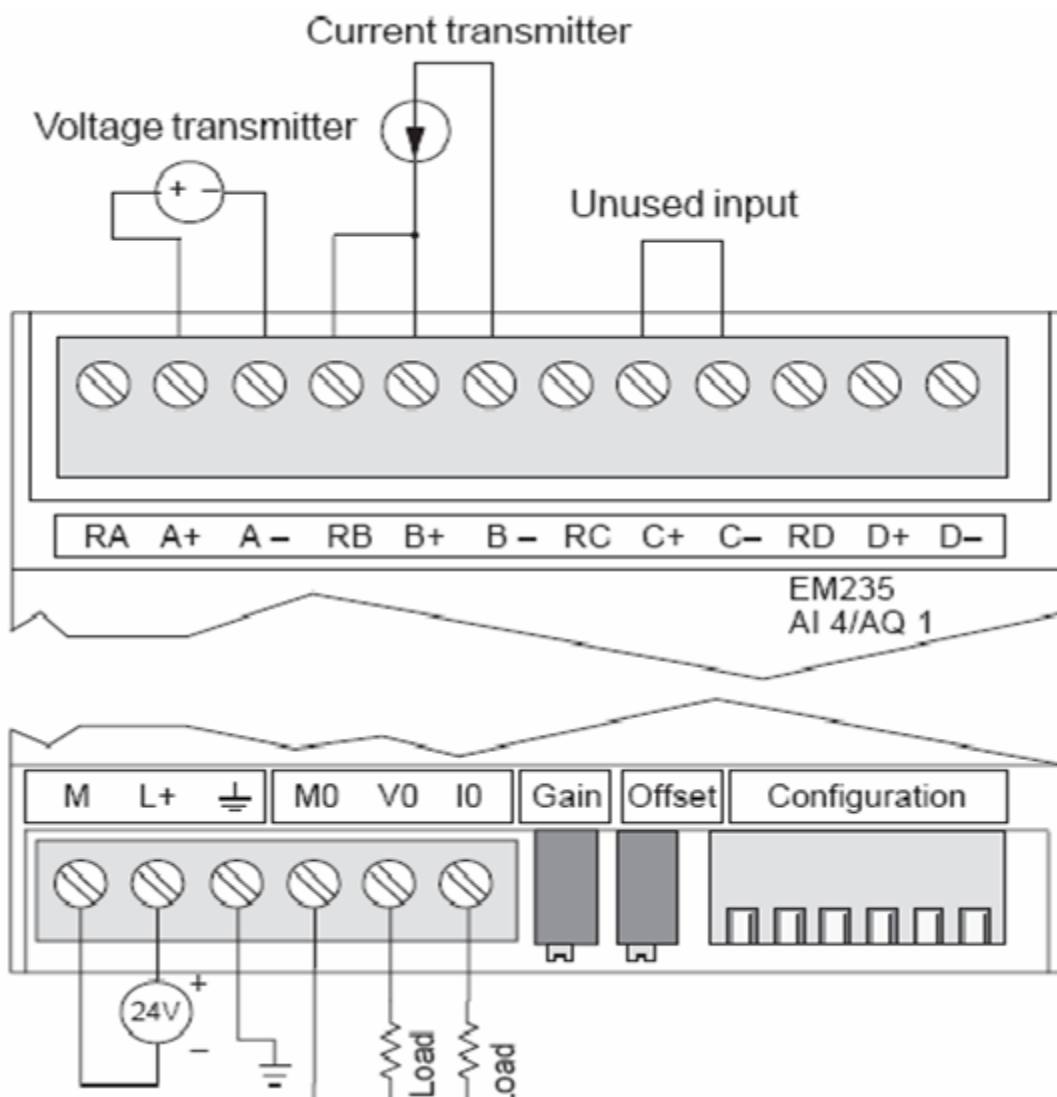 Current transmitter
Voltage transmitter
+ −
Unused input
RA A+ A − RB B+ B − RC C+ C− RD D+ D−
EM235
AI 4/AQ 1
M L+ M0 V0 I0 Gain Offset Configuration
+
24V
−
Load